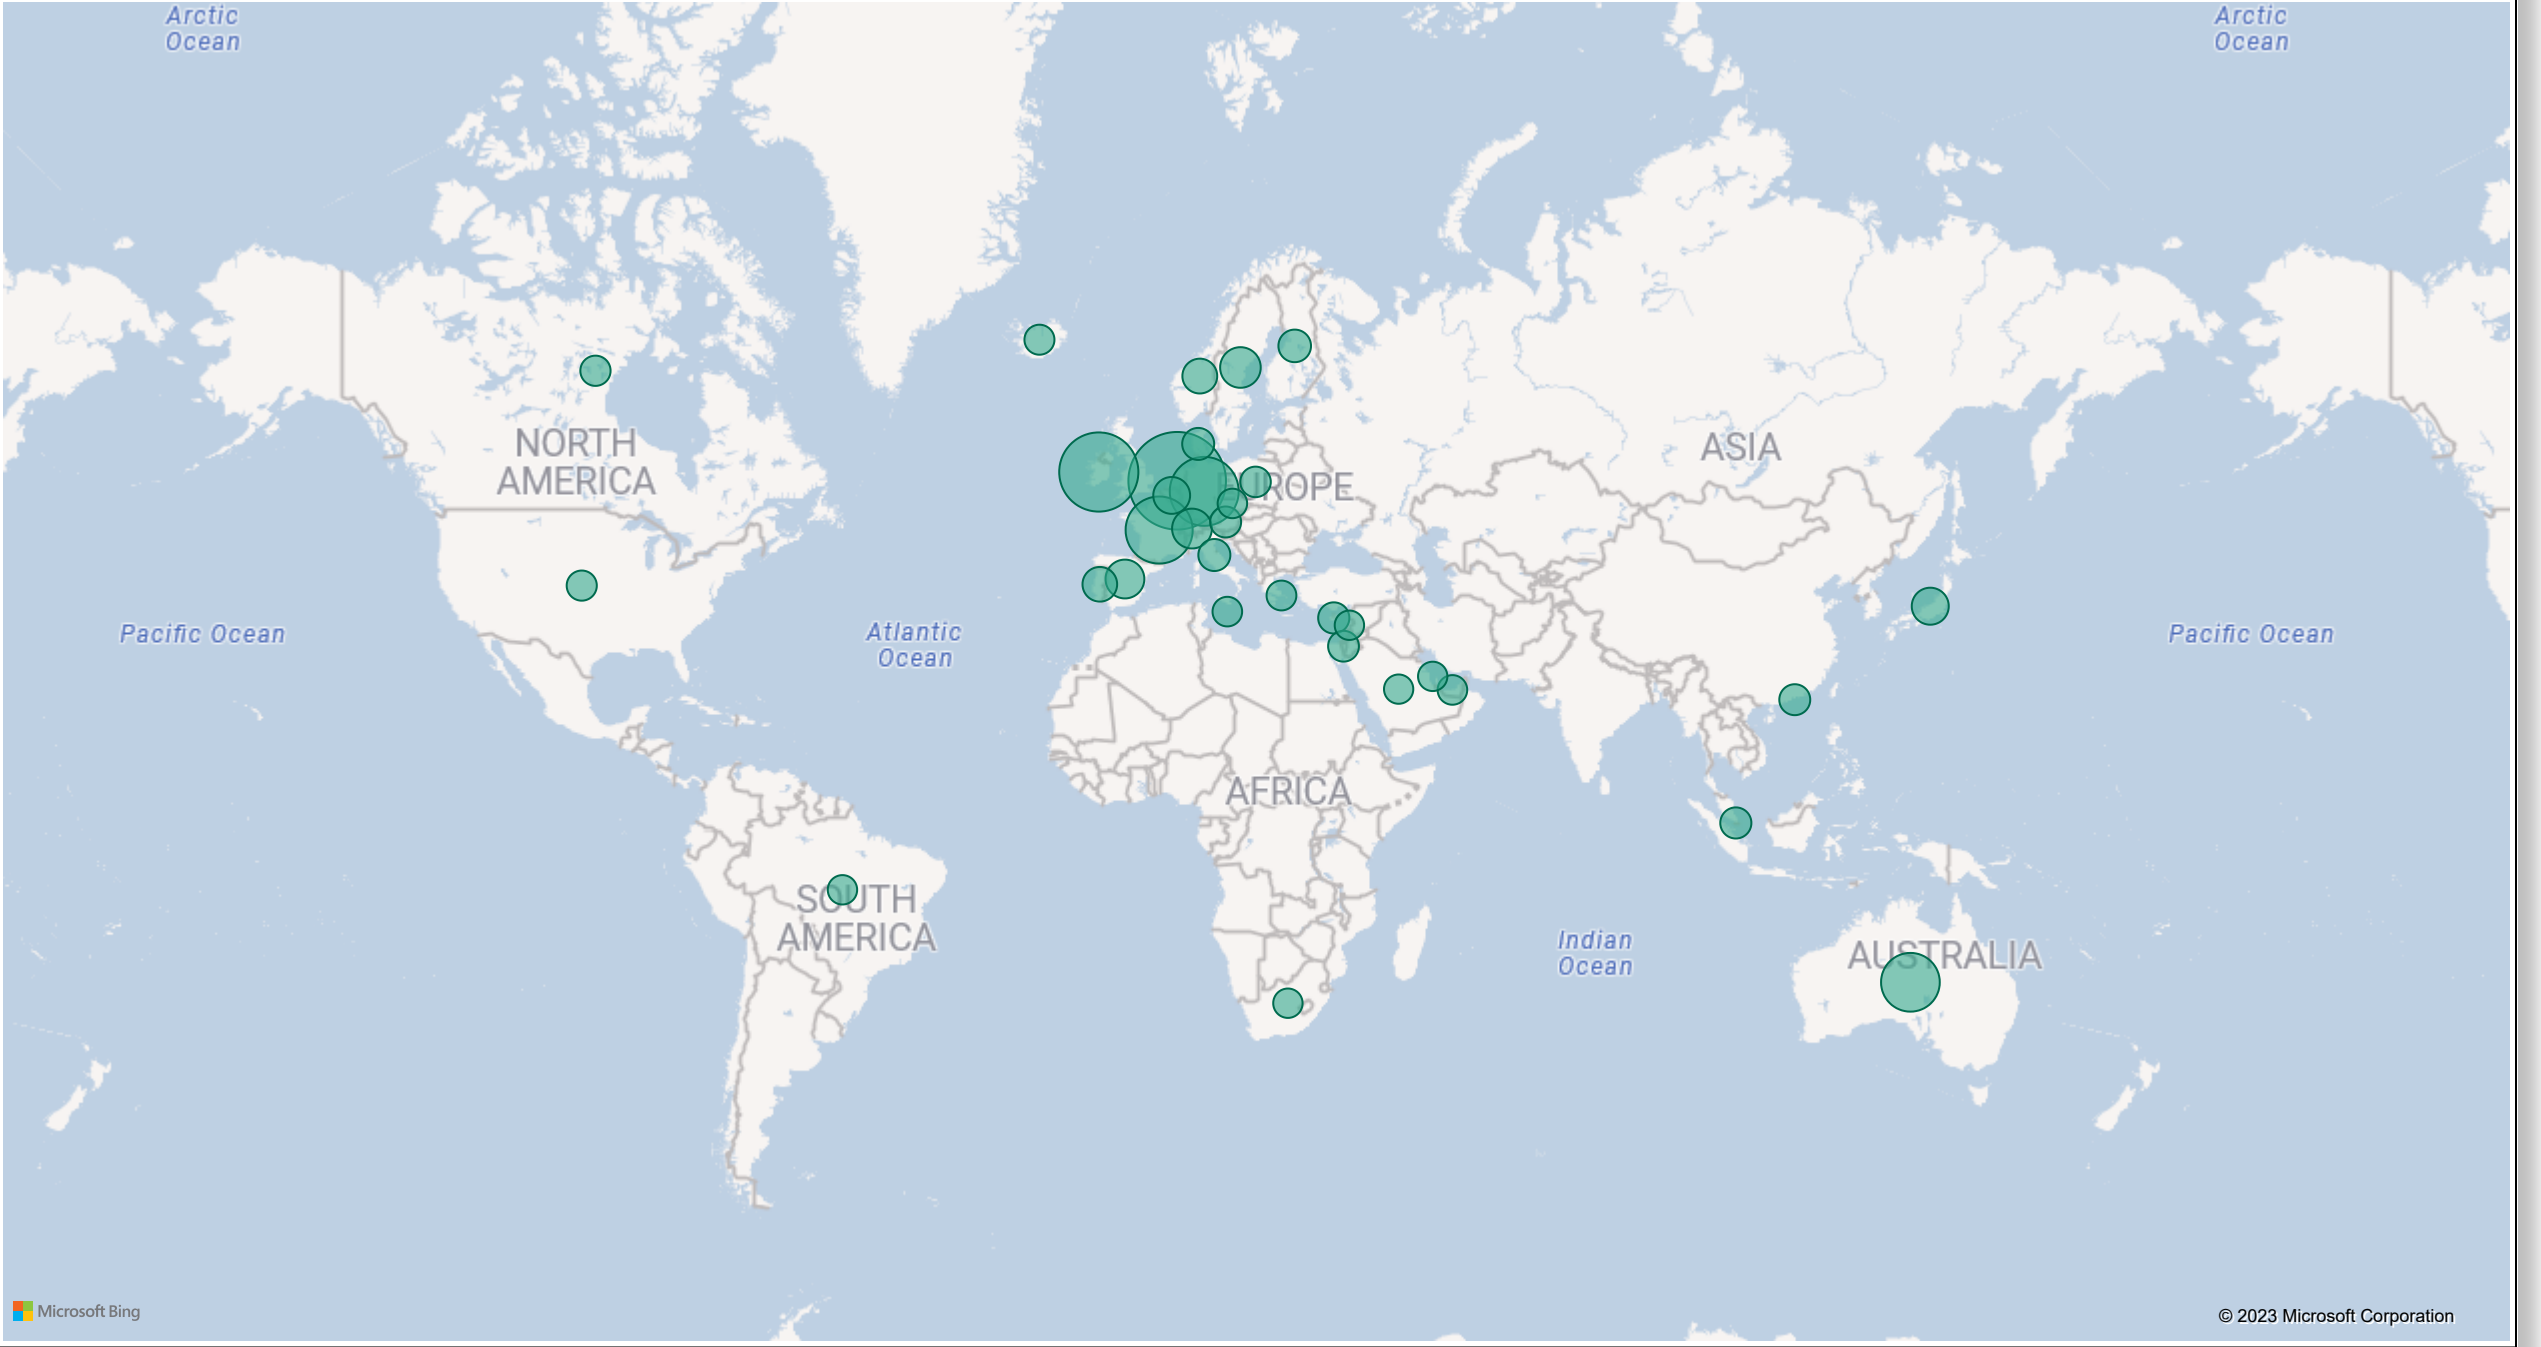 Arctic
Ocean
Arctic
Ocean
NORTH
AMERICA
EUROPE
ASIA
Pacific Ocean
Atlantic
Ocean
Pacific Ocean
AFRICA
SOUTH
AMERICA
Indian
Ocean
AUSTRALIA
Microsoft Bing
© 2023 Microsoft Corporation